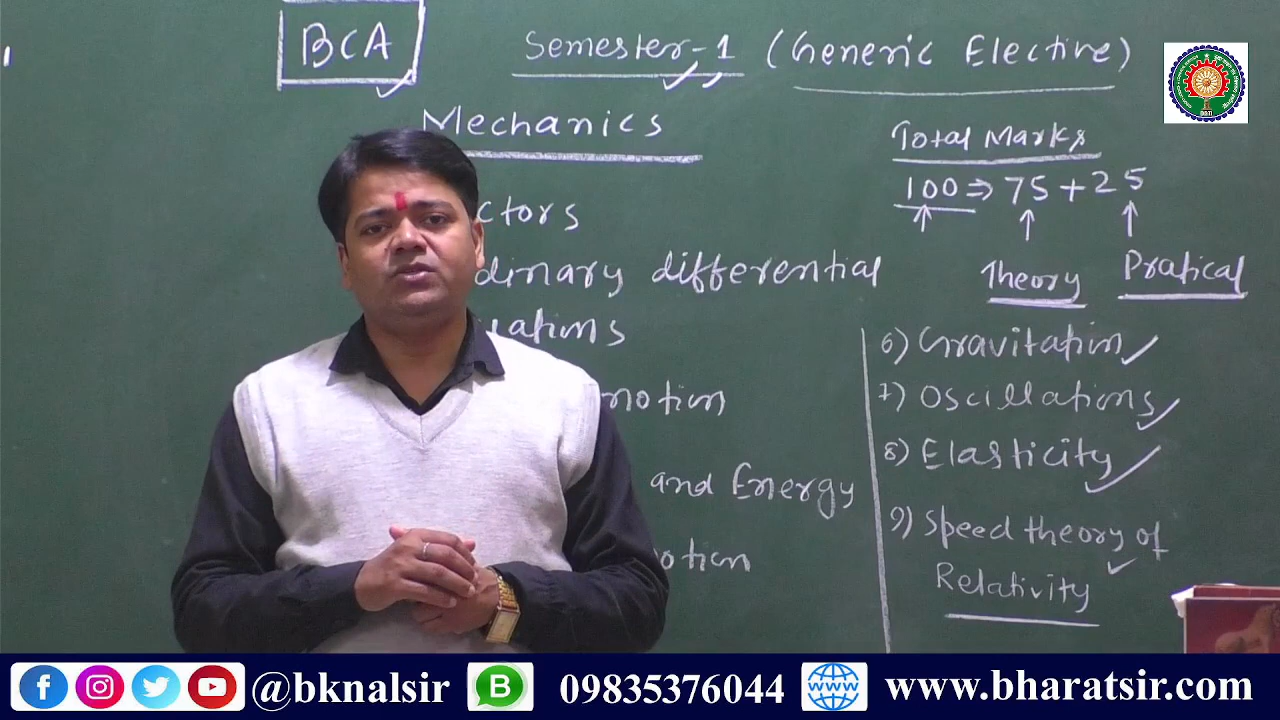 BCA
Semester-1 (Generic Elective)
Mechanics
Total Marks
100 ⇒ 75 + 25
Theory
Pratical
ctors
dinary differential
uations
motion
and Energy
otion
6) Gravitation
7) Oscillations
8) Elasticity
9) Speed theory of
Relativity
@bknalsir
B
09835376044
www
www.bharatsir.com